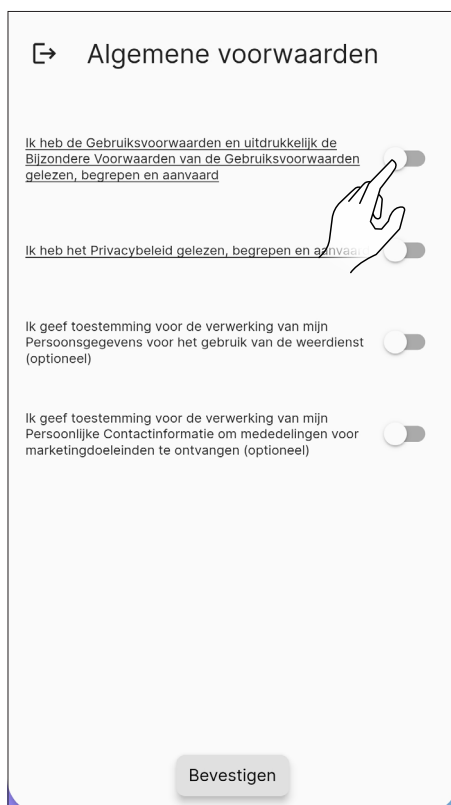 Algemene voorwaarden
Ik heb de Gebruiksvoorwaarden en uitdrukkelijk de
Bijzondere Voorwaarden van de Gebruiksvoorwaarden
gelezen, begrepen en aanvaard
Ik heb het Privacybeleid gelezen, begrepen en
Ik geef toestemming voor de verwerking van mijn
Persoonsgegevens voor het gebruik van de weerdienst
(optioneel)
Ik geef toestemming voor de verwerking van mijn
Persoonlijke Contactinformatie om mededelingen voor
marketingdoeleinden te ontvangen (optioneel)
Bevestigen